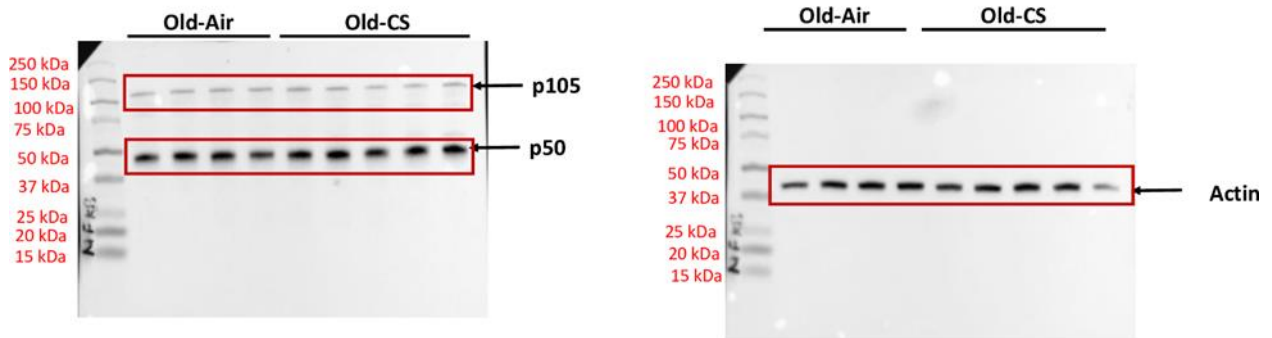 Old-Air
Old-CS
250 kDa
150 kDa
100 kDa
75 kDa
50 kDa
37 kDa
25 kDa
20 kDa
15 kDa
p105
p50
NFKB
Old-Air
Old-CS
250 kDa
150 kDa
100 kDa
75 kDa
50 kDa
37 kDa
25 kDa
20 kDa
15 kDa
Actin
NFKB